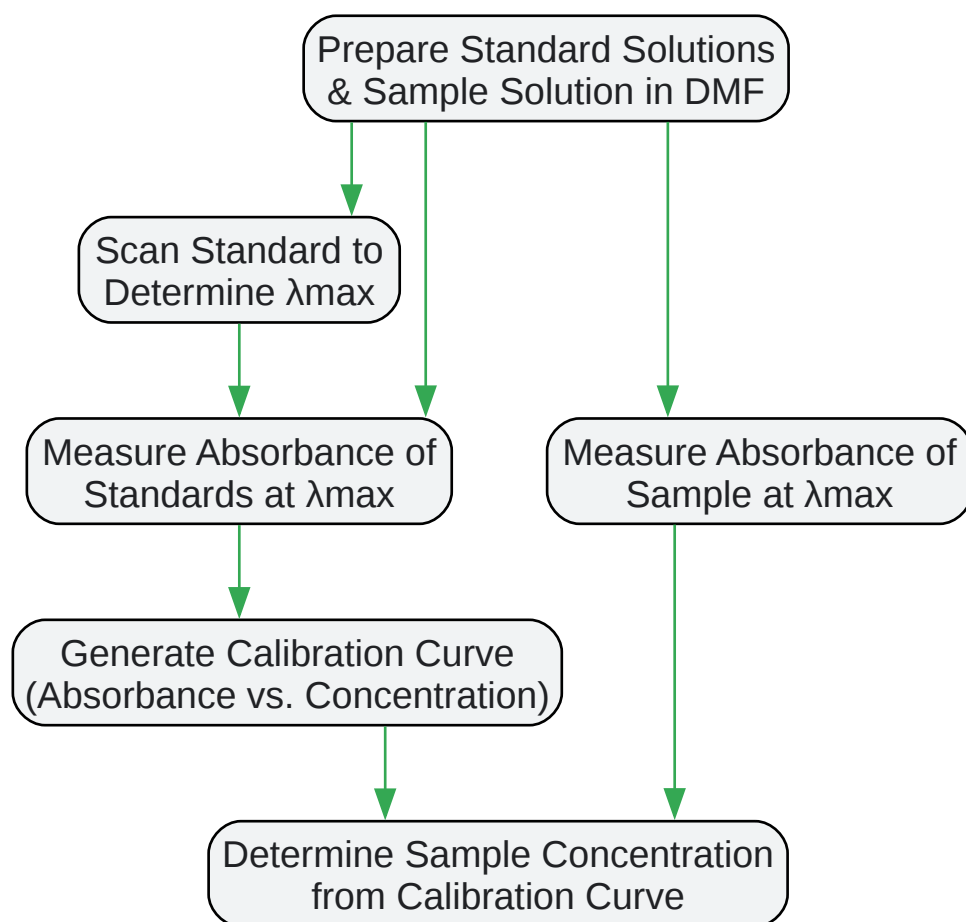 Prepare Standard Solutions
& Sample Solution in DMF
Scan Standard to
Determine λmax
Measure Absorbance of
Standards at λmax
Measure Absorbance of
Sample at λmax
Generate Calibration Curve
(Absorbance vs. Concentration)
Determine Sample Concentration
from Calibration Curve